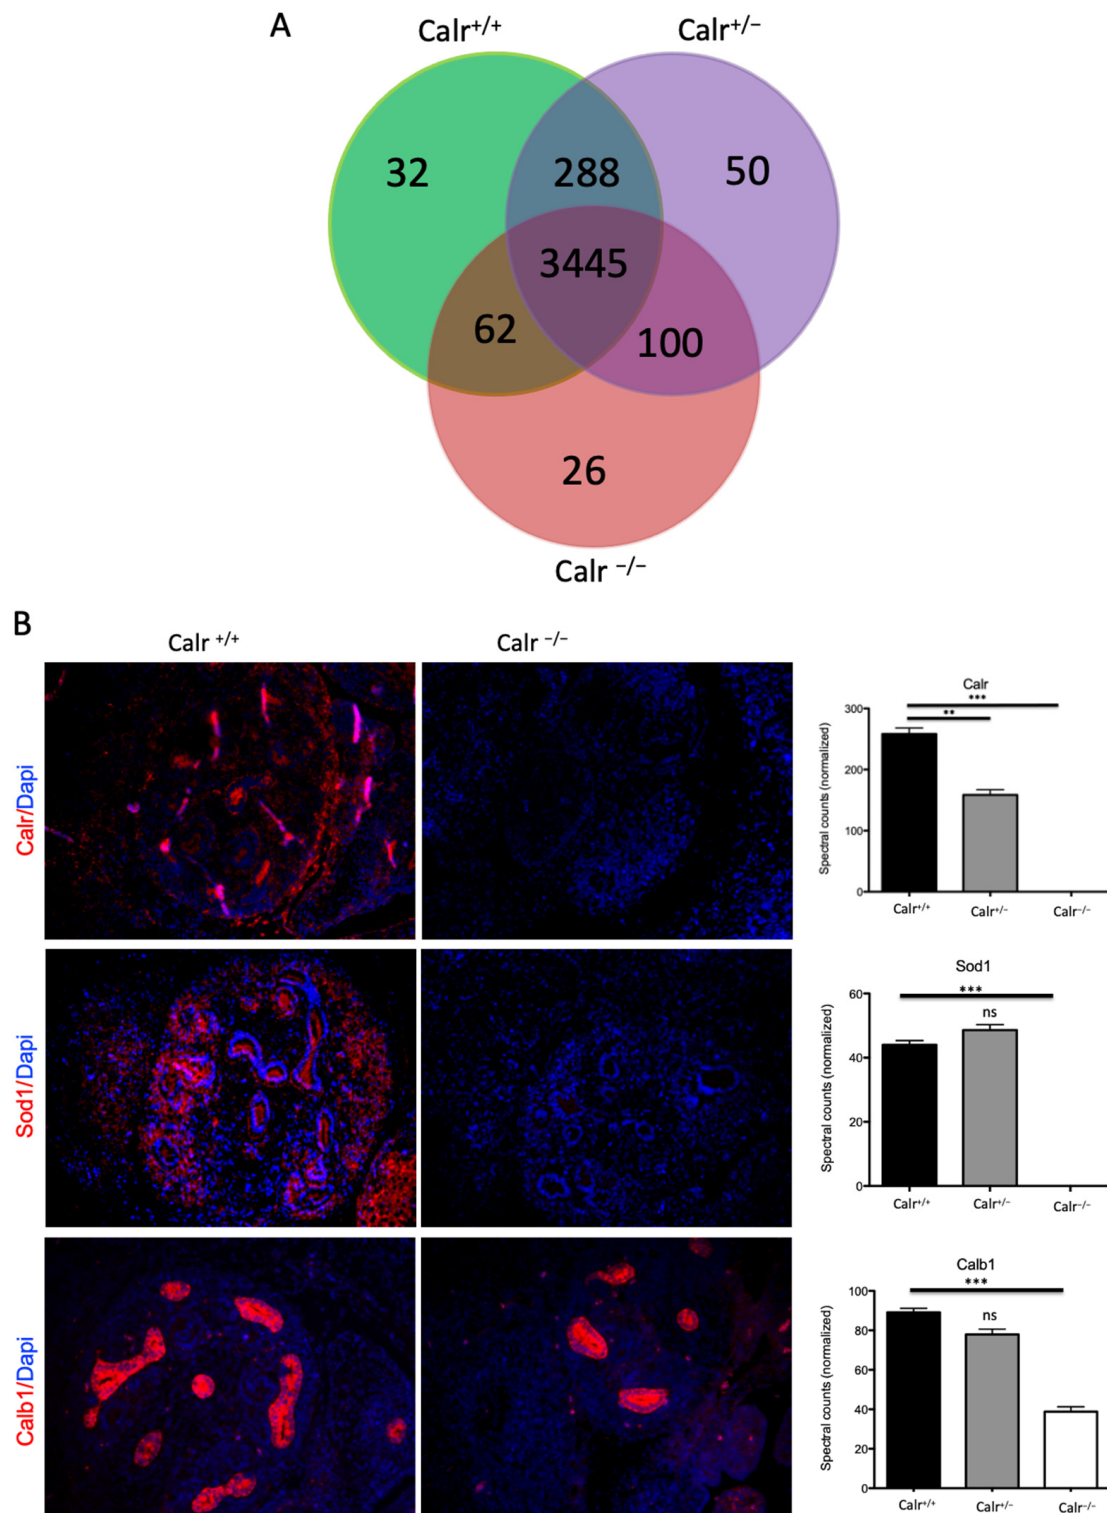 A
Calr+/+
Calr+/−
32
288
50
3445
62
100
26
Calr −/−
B
Calr +/+
Calr −/−
Calr/Dapi
Calr
***
**
Spectral counts (normalized)
300
200
100
0
Calr+/+
Calr+/−
Calr−/−
Sod1/Dapi
Sod1
***
ns
Spectral counts (normalized)
60
40
20
0
Calr+/+
Calr+/−
Calr−/−
Calb1/Dapi
Calb1
***
ns
Spectral counts (normalized)
100
80
60
40
20
0
Calr+/+
Calr+/−
Calr−/−